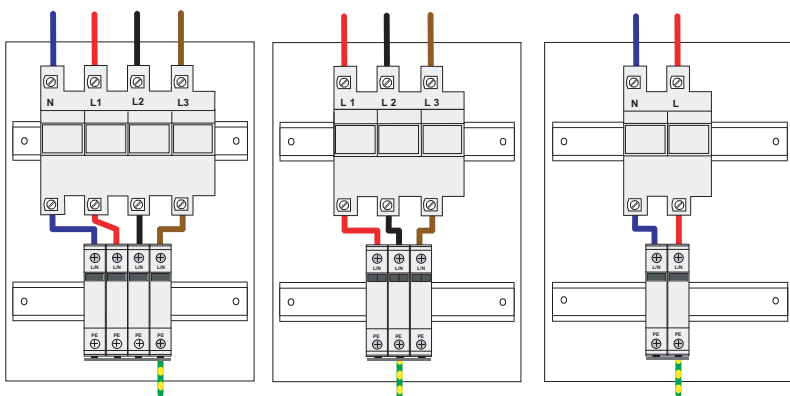 N L1 L2 L3
L/N L/N L/N L/N
PE PE PE PE
L 1 L 2 L 3
L/N L/N L/N
PE PE PE
N L
L/N L/N
PE PE